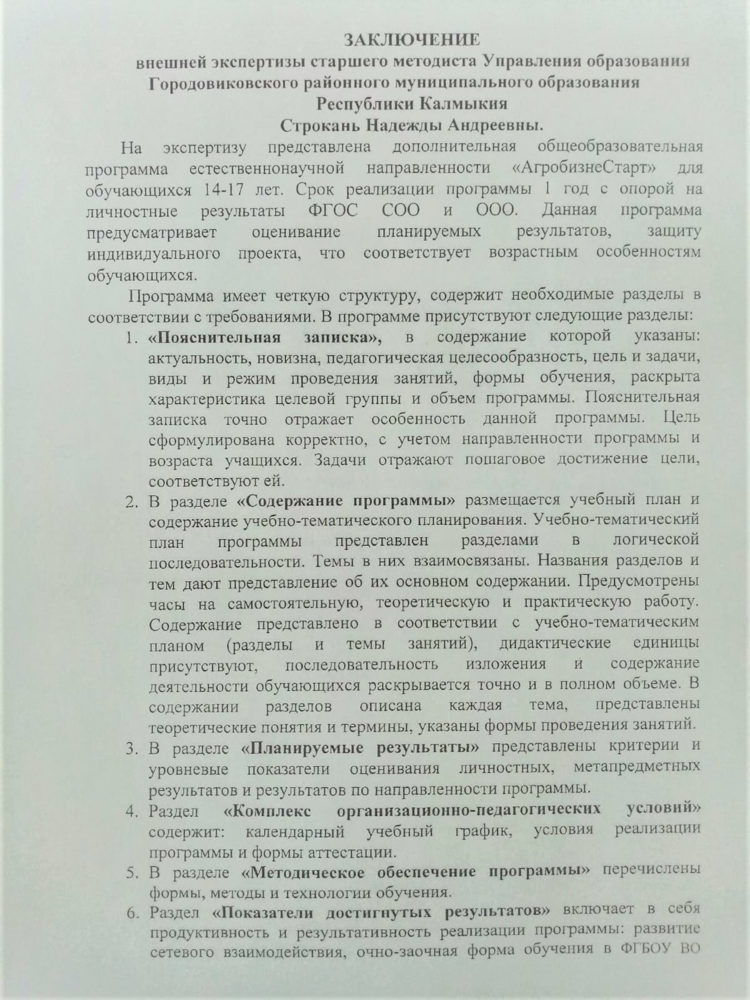 ЗАКЛЮЧЕНИЕ
внешней экспертизы старшего методиста Управления образования
Городовиковского районного муниципального образования
Республики Калмыкия
Строкань Надежды Андреевны.
На экспертизу представлена дополнительная общеобразовательная
программа естественнонаучной направленности «АгробизнеСтарт» для
обучающихся 14-17 лет. Срок реализации программы 1 год с опорой на
личностные результаты ФГОС СОО и ООО. Данная программа
предусматривает оценивание планируемых результатов, защиту
индивидуального проекта, что соответствует возрастным особенностям
обучающихся.
Программа имеет четкую структуру, содержит необходимые разделы в
соответствии с требованиями. В программе присутствуют следующие разделы:
1. «Пояснительная записка», в содержание которой указаны:
актуальность, новизна, педагогическая целесообразность, цель и задачи,
виды и режим проведения занятий, формы обучения, раскрыта
характеристика целевой группы и объем программы. Пояснительная
записка точно отражает особенность данной программы. Цель
сформулирована корректно, с учетом направленности программы и
возраста учащихся. Задачи отражают пошаговое достижение цели,
соответствуют ей.
2. В разделе «Содержание программы» размещается учебный план и
содержание учебно-тематического планирования. Учебно-тематический
план программы представлен разделами в логической
последовательности. Темы в них взаимосвязаны. Названия разделов и
тем дают представление об их основном содержании. Предусмотрены
часы на самостоятельную, теоретическую и практическую работу.
Содержание представлено в соответствии с учебно-тематическим
планом (разделы и темы занятий), дидактические единицы
присутствуют, последовательность изложения и содержание
деятельности обучающихся раскрывается точно и в полном объеме. В
содержании разделов описана каждая тема, представлены
теоретические понятия и термины, указаны формы проведения занятий.
3. В разделе «Планируемые результаты» представлены критерии и
уровневые показатели оценивания личностных, метапредметных
результатов и результатов по направленности программы.
4. Раздел «Комплекс организационно-педагогических условий»
содержит: календарный учебный график, условия реализации
программы и формы аттестации.
5. В разделе «Методическое обеспечение программы» перечислены
формы, методы и технологии обучения.
6. Раздел «Показатели достигнутых результатов» включает в себя
продуктивность и результативность реализации программы: развитие
сетевого взаимодействия, очно-заочная форма обучения в ФГБОУ ВО